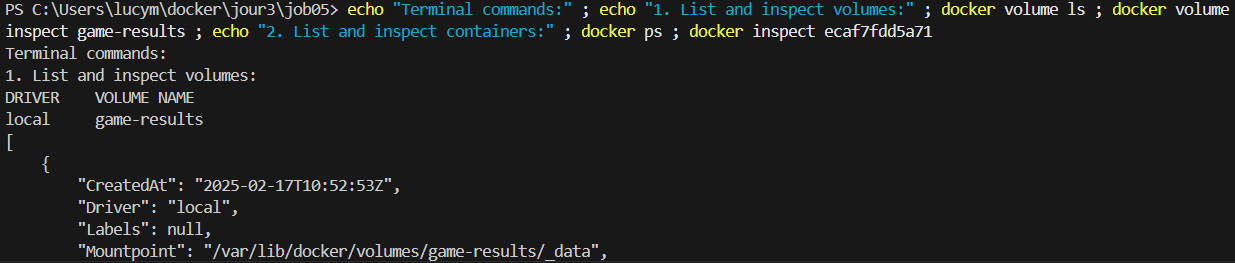 PS C:\Users\lucym\docker\jour3\job05> echo "Terminal commands:" ; echo "1. List and inspect volumes:" ; docker volume ls ; docker volume
inspect game-results ; echo "2. List and inspect containers:" ; docker ps ; docker inspect ecaf7fdd5a71
Terminal commands:
1. List and inspect volumes:
DRIVER    VOLUME NAME
local     game-results
[
    {
        "CreatedAt": "2025-02-17T10:52:53Z",
        "Driver": "local",
        "Labels": null,
        "Mountpoint": "/var/lib/docker/volumes/game-results/_data",